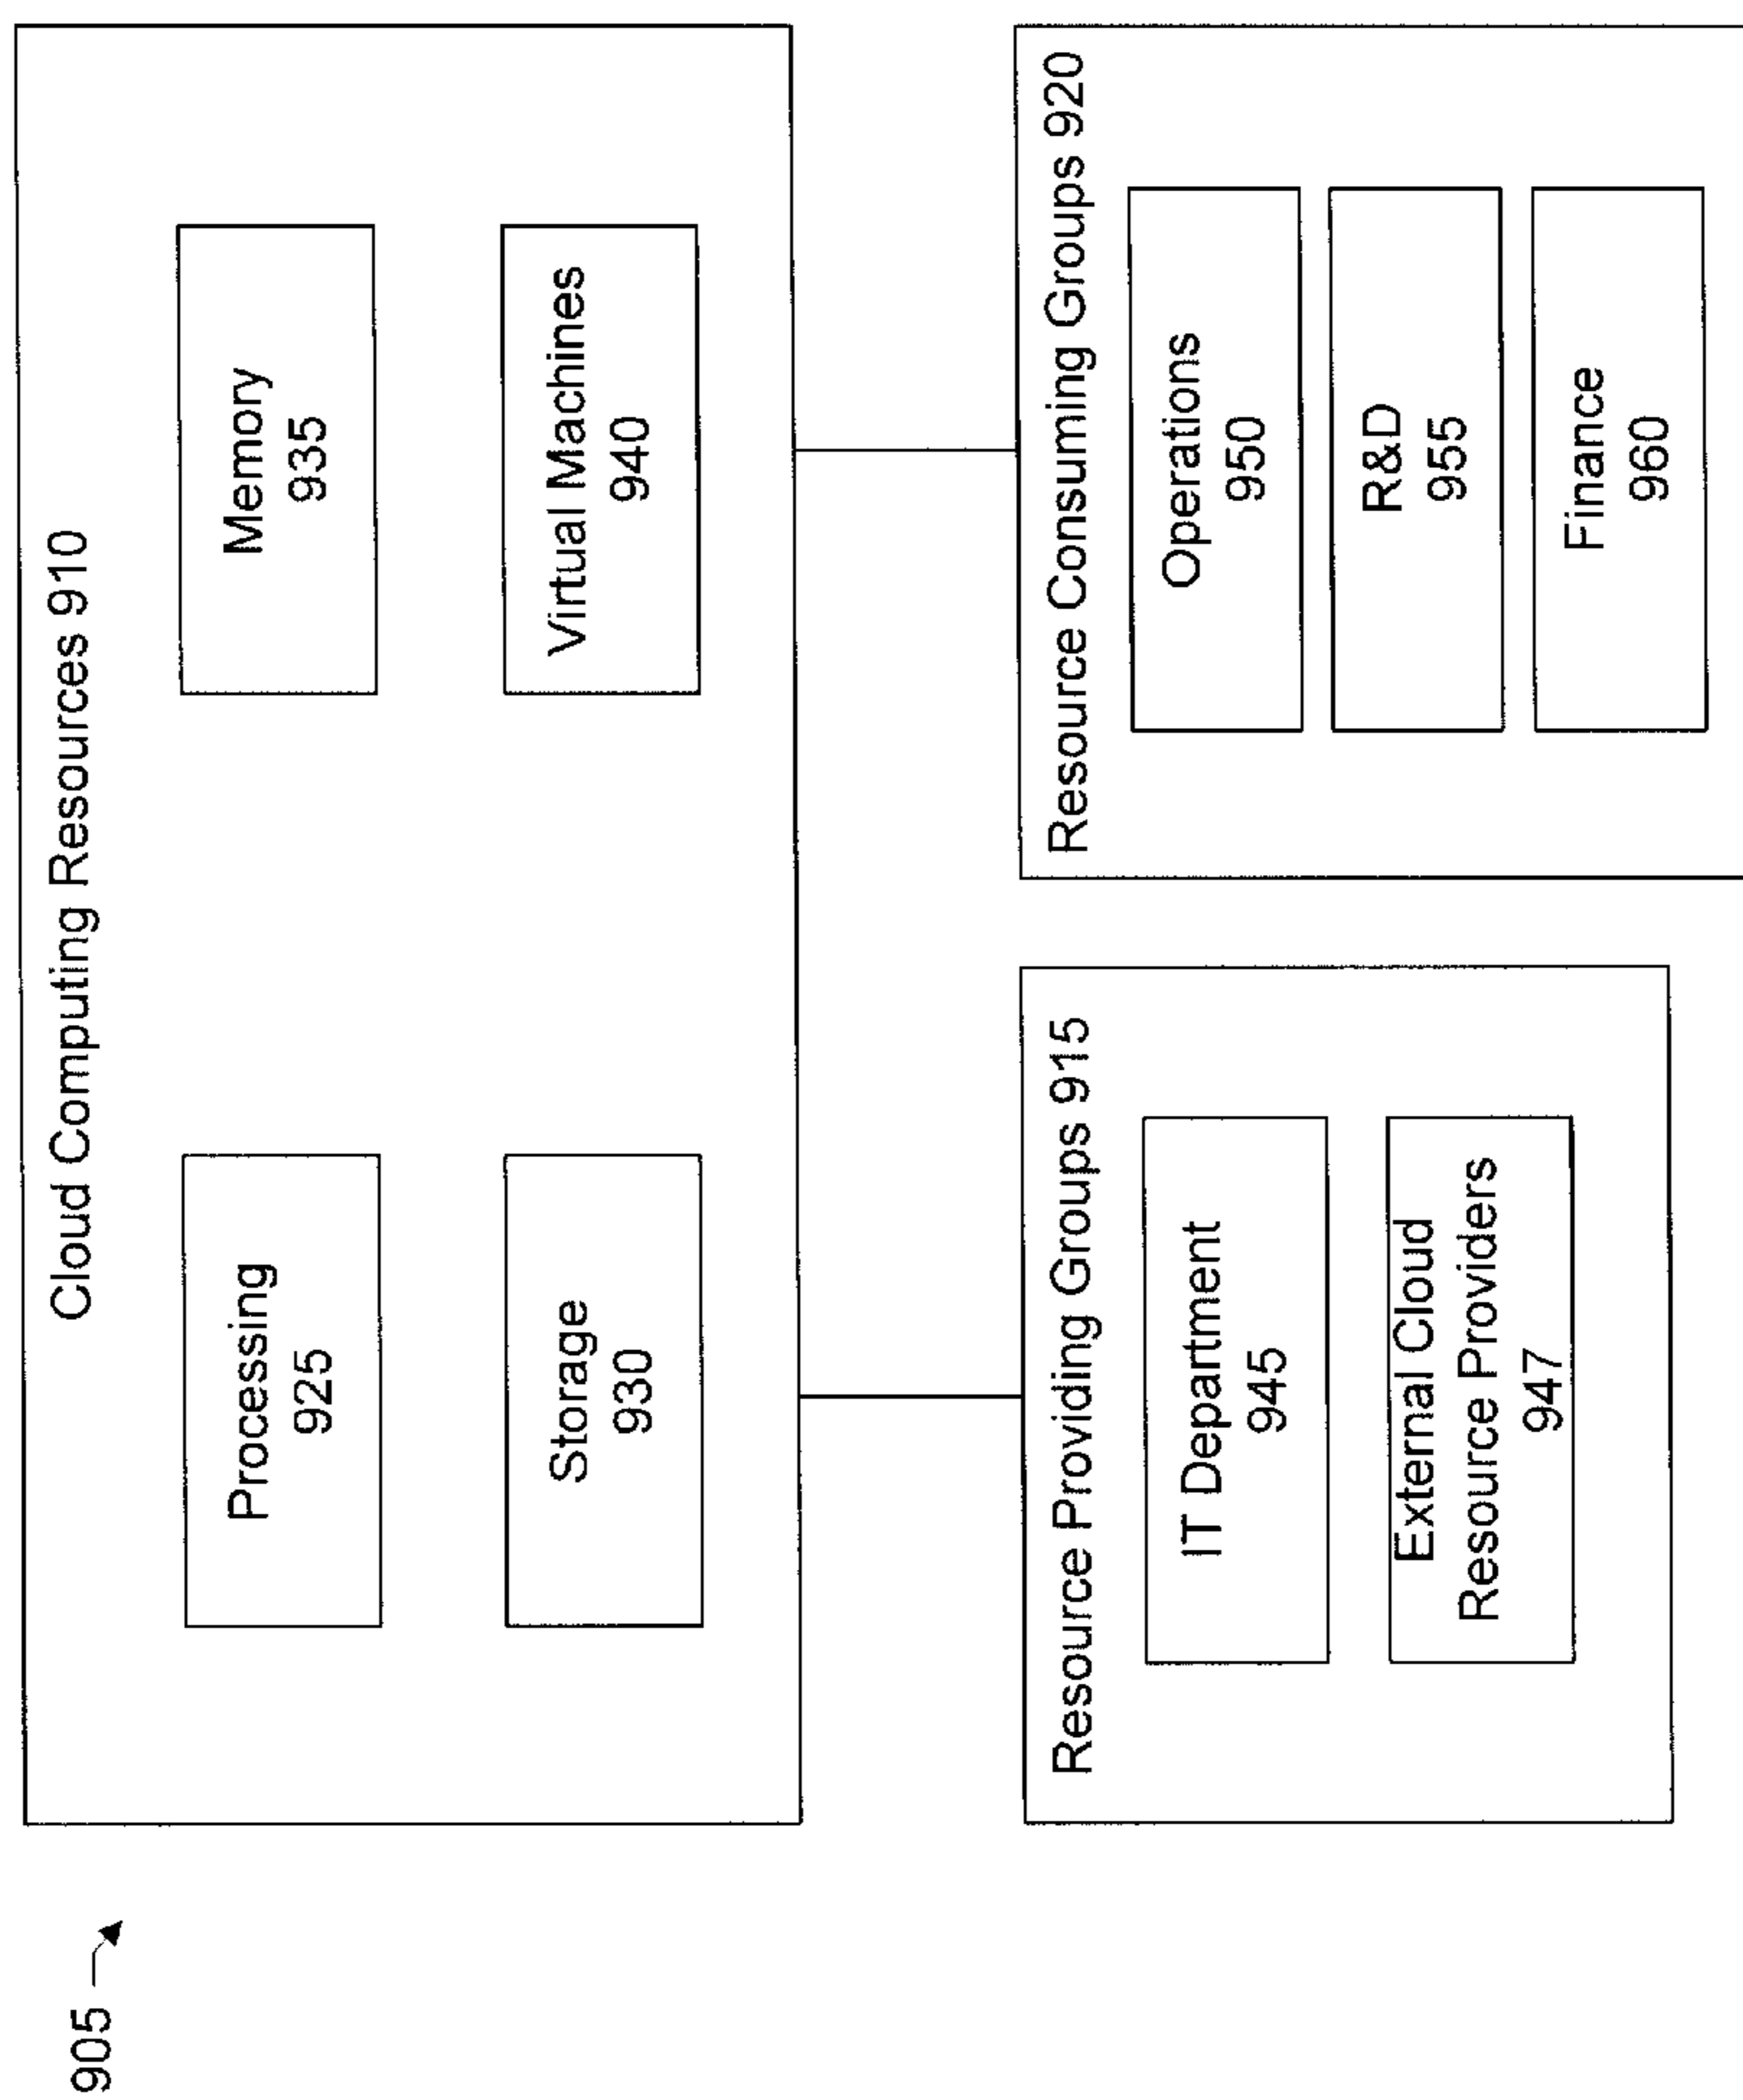 905
Cloud Computing Resources 910
Processing
925
Memory
935
Storage
930
Virtual Machines
940
Resource Providing Groups 915
IT Department
945
External Cloud
Resource Providers
947
Resource Consuming Groups 920
Operations
950
R&D
955
Finance
960